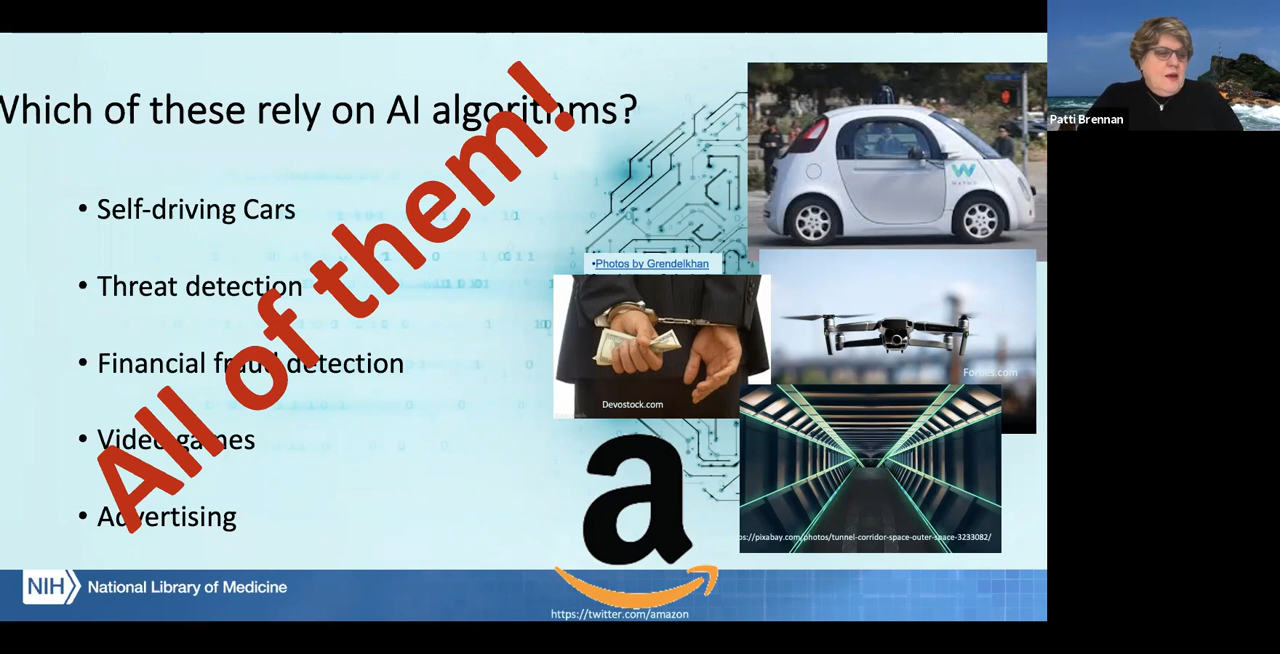 Which of these rely on AI algorithms?
• Self-driving Cars
• Threat detection
• Financial fraud detection
• Video games
• Advertising
All of them!
W
WAYMO
•Photos by Grendelkhan
Devostock.com
Forbes.com
a
ps://pixabay.com/photos/tunnel-corridor-space-outer-space-3233082/
https://twitter.com/amazon
NIH National Library of Medicine
Patti Brennan